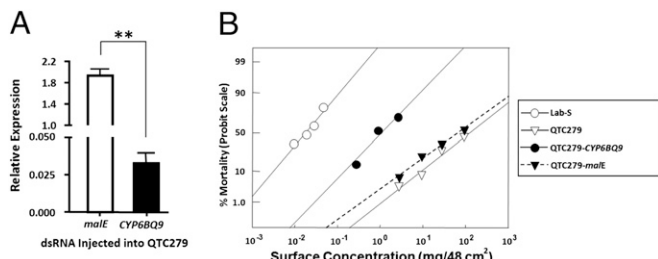 A
**
Relative Expression
2.2
1.8
1.0
0.050
0.025
0.000
malE CYP6BQ9
dsRNA Injected into QTC279
B
% Mortality (Probit Scale)
99
90
50
10
1.0
10-3 10-2 10-1 100 101 102 103
Surface Concentration (mg/48 cm2)
Lab-S
QTC279
QTC279-CYP6BQ9
QTC279-malE